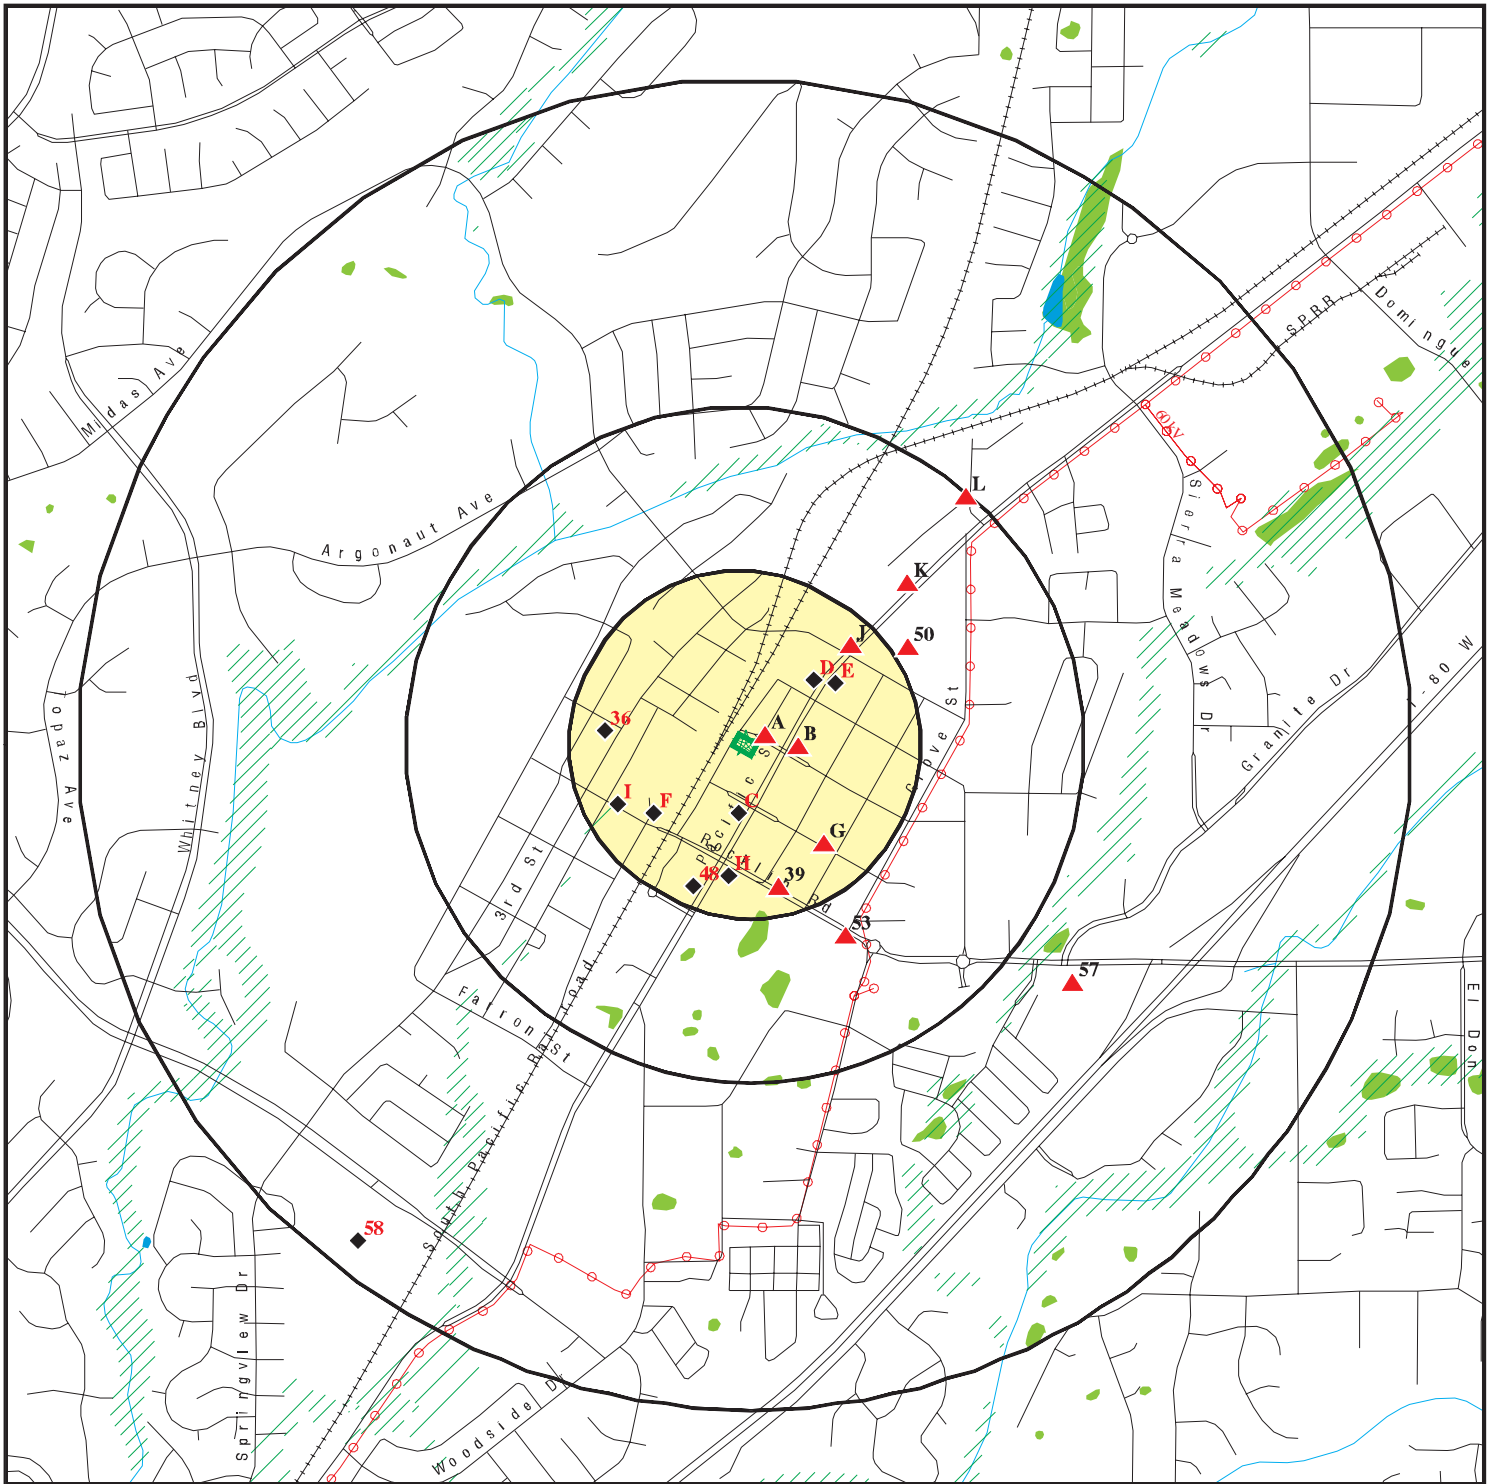 SPRR
Domingue
Midas Ave
60kV
L
Argonaut Ave
Sierra Meadows Dr
K
50
J
D
E
I-80 W
Granite Dr
Grove St
Topaz Ave
Whitney Blvd
36
A
B
Pacific St
I
F
C
G
Rocklin Rd
3rd St
48
H
39
53
57
Farron St
South Pacific Railroad
El Don
58
Springview Dr
Woodside Dr